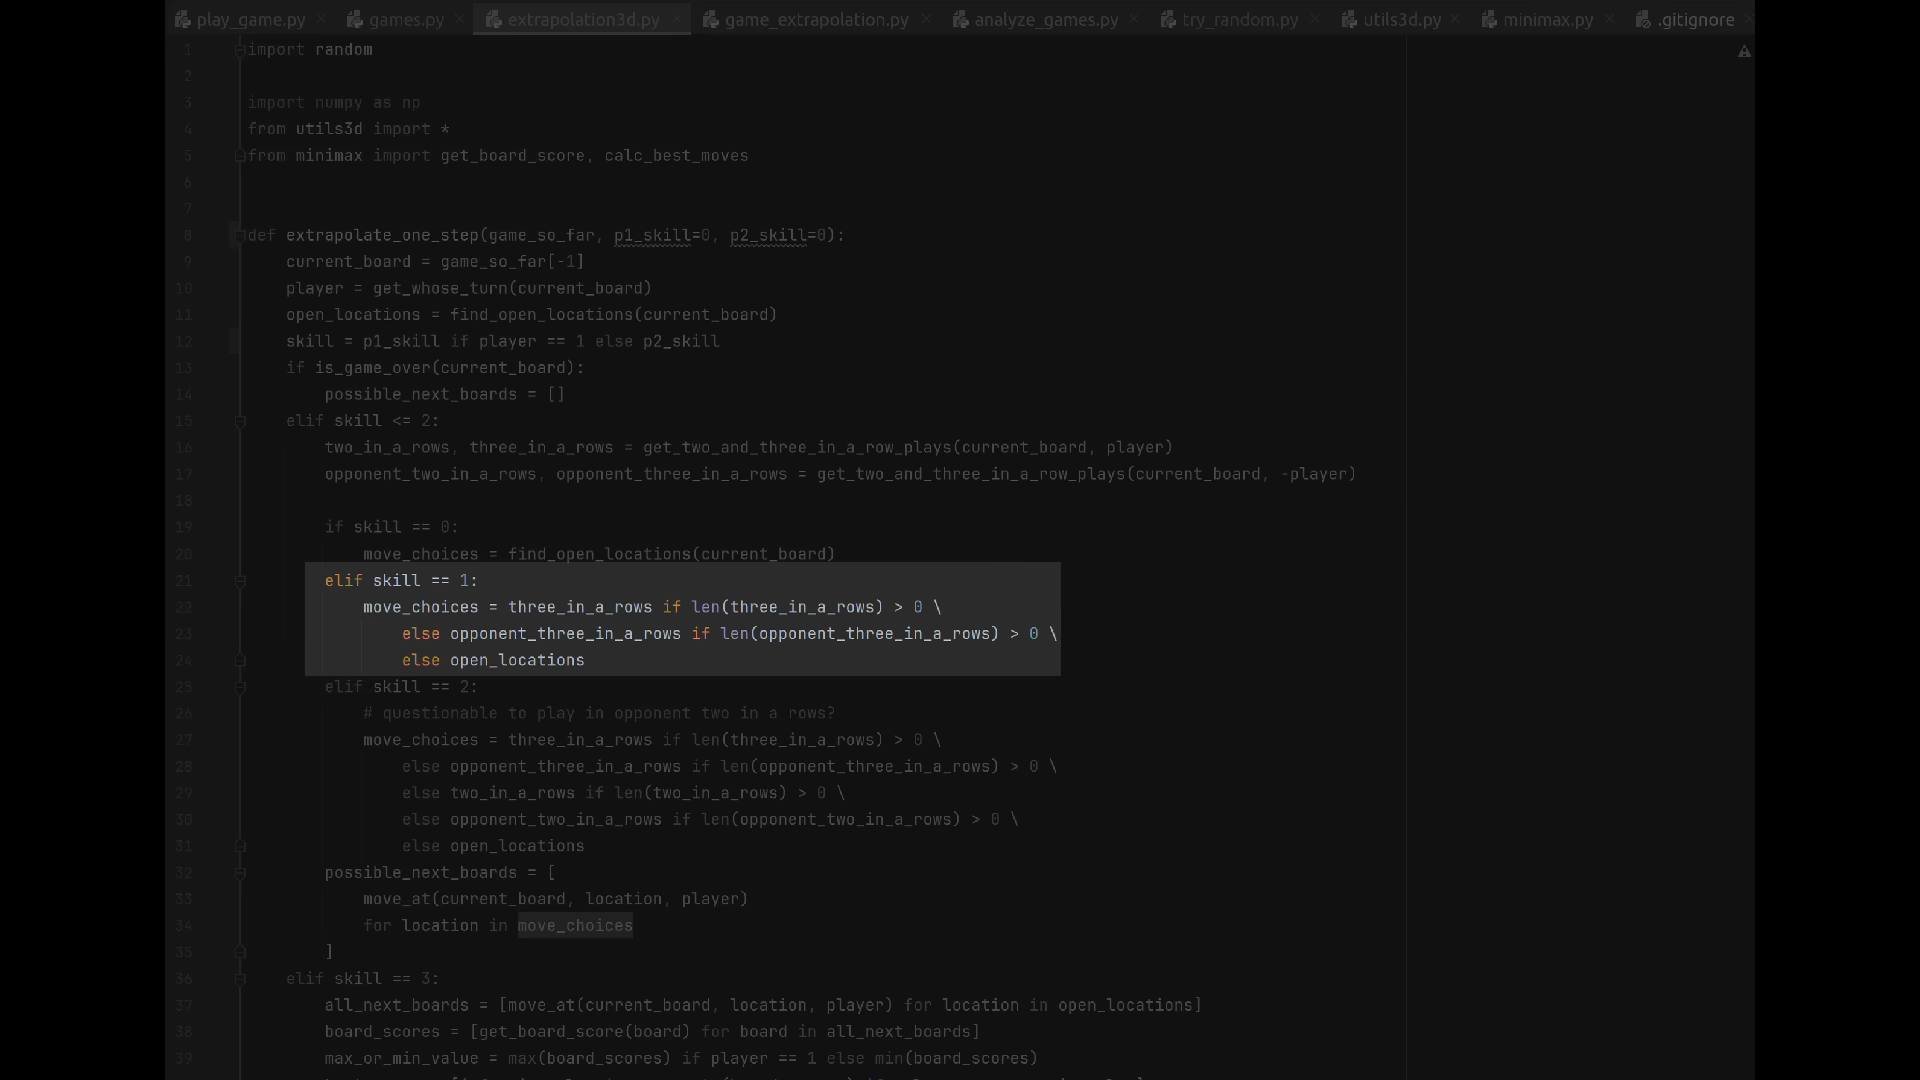 play_game.py games.py extrapolation3d.py game_extrapolation.py analyze_games.py try_random.py utils3d.py minimax.py .gitignore
1 import random
2
3 import numpy as np
4 from utils3d import *
5 from minimax import get_board_score, calc_best_moves
6
7
8 def extrapolate_one_step(game_so_far, p1_skill=0, p2_skill=0):
9 current_board = game_so_far[-1]
10 player = get_whose_turn(current_board)
11 open_locations = find_open_locations(current_board)
12 skill = p1_skill if player == 1 else p2_skill
13 if is_game_over(current_board):
14 possible_next_boards = []
15 elif skill <= 2:
16 two_in_a_rows, three_in_a_rows = get_two_and_three_in_a_row_plays(current_board, player)
17 opponent_two_in_a_rows, opponent_three_in_a_rows = get_two_and_three_in_a_row_plays(current_board, -player)
18
19 if skill == 0:
20 move_choices = find_open_locations(current_board)
21 elif skill == 1:
22 move_choices = three_in_a_rows if len(three_in_a_rows) > 0 \
23 else opponent_three_in_a_rows if len(opponent_three_in_a_rows) > 0 \
24 else open_locations
25 elif skill == 2:
26 # questionable to play in opponent two in a rows?
27 move_choices = three_in_a_rows if len(three_in_a_rows) > 0 \
28 else opponent_three_in_a_rows if len(opponent_three_in_a_rows) > 0 \
29 else two_in_a_rows if len(two_in_a_rows) > 0 \
30 else opponent_two_in_a_rows if len(opponent_two_in_a_rows) > 0 \
31 else open_locations
32 possible_next_boards = [
33 move_at(current_board, location, player)
34 for location in move_choices
35 ]
36 elif skill == 3:
37 all_next_boards = [move_at(current_board, location, player) for location in open_locations]
38 board_scores = [get_board_score(board) for board in all_next_boards]
39 max_or_min_value = max(board_scores) if player == 1 else min(board_scores)